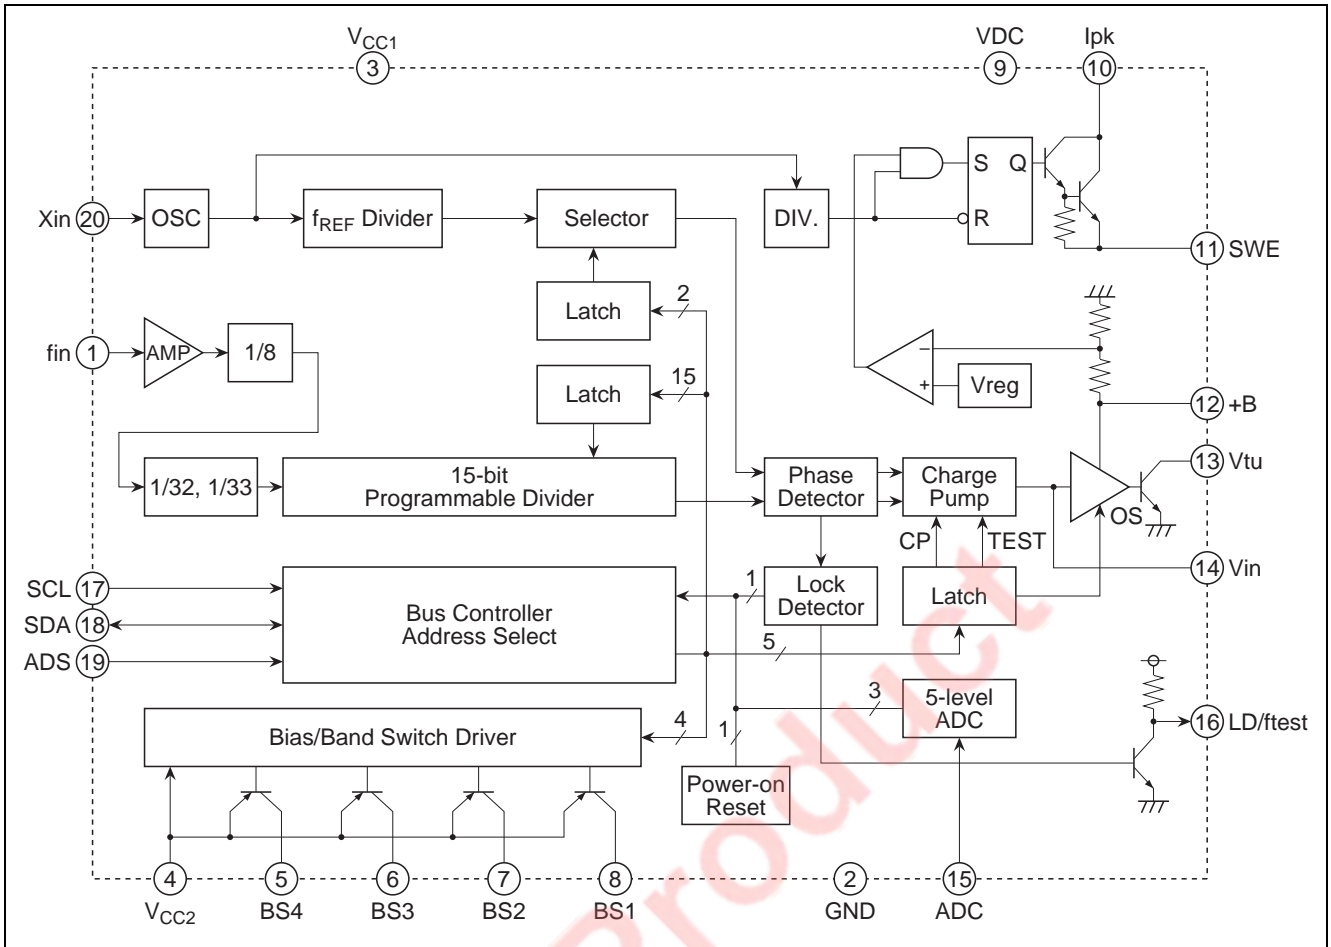 VCC1
VDC
Ipk
3
9
10
S
Q
R
Xin
20
OSC
fREF Divider
Selector
DIV.
11
SWE
Latch
2
fin
1
AMP
1/8
–
+
Vreg
Latch
15
12
+B
1/32, 1/33
15-bit
Programmable Divider
Phase
Detector
Charge
Pump
13
Vtu
OS
CP
TEST
14
Vin
SCL
17
SDA
18
ADS
19
Bus Controller
Address Select
1
Lock
Detector
Latch
5
Bias/Band Switch Driver
4
1
3
5-level
ADC
16
LD/ftest
Power-on
Reset
4
5
6
7
8
2
15
VCC2
BS4
BS3
BS2
BS1
GND
ADC
Product